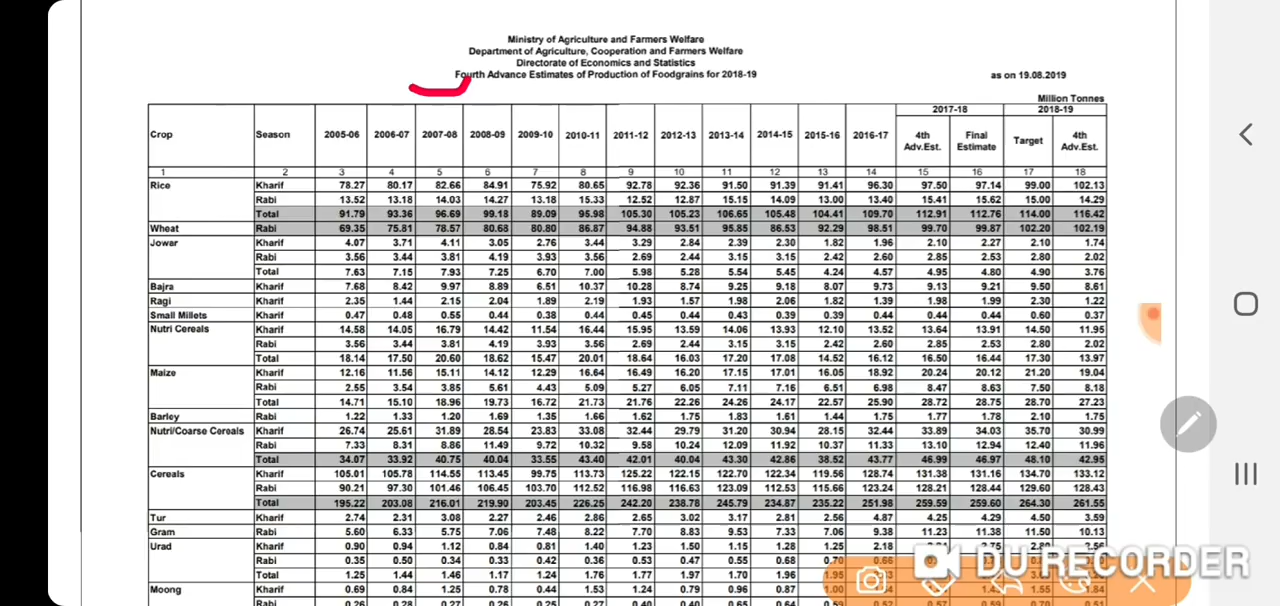 Ministry of Agriculture and Farmers Welfare
Department of Agriculture, Cooperation and Farmers Welfare
Directorate of Economics and Statistics
Fourth Advance Estimates of Production of Foodgrains for 2018-19 as on 19.08.2019
Million Tonnes
2017-18 2018-19
Crop Season 2005-06 2006-07 2007-08 2008-09 2009-10 2010-11 2011-12 2012-13 2013-14 2014-15 2015-16 2016-17 4th Adv.Est. Final Estimate Target 4th Adv.Est.
1 2 3 4 5 6 7 8 9 10 11 12 13 14 15 16 17 18
Rice Kharif 78.27 80.17 82.66 84.91 75.92 80.65 92.78 92.36 91.50 91.39 91.41 96.30 97.50 97.14 99.00 102.13
Rabi 13.52 13.18 14.03 14.27 13.18 15.33 12.52 12.87 15.15 14.09 13.00 13.40 15.41 15.62 15.00 14.29
Total 91.79 93.36 96.69 99.18 89.09 95.98 105.30 105.23 106.65 105.48 104.41 109.70 112.91 112.76 114.00 116.42
Wheat Rabi 69.35 75.81 78.57 80.68 80.80 86.87 94.88 93.51 95.85 86.53 92.29 98.51 99.70 99.87 102.20 102.19
Jowar Kharif 4.07 3.71 4.11 3.05 2.76 3.44 3.29 2.84 2.39 2.30 1.82 1.96 2.10 2.27 2.10 1.74
Rabi 3.56 3.44 3.81 4.19 3.93 3.56 2.69 2.44 3.15 3.15 2.42 2.60 2.85 2.53 2.80 2.02
Total 7.63 7.15 7.93 7.25 6.70 7.00 5.98 5.28 5.54 5.45 4.24 4.57 4.95 4.80 4.90 3.76
Bajra Kharif 7.68 8.42 9.97 8.89 6.51 10.37 10.28 8.74 9.25 9.18 8.07 9.73 9.13 9.21 9.50 8.61
Ragi Kharif 2.35 1.44 2.15 2.04 1.89 2.19 1.93 1.57 1.98 2.06 1.82 1.39 1.98 1.99 2.30 1.22
Small Millets Kharif 0.47 0.48 0.55 0.44 0.38 0.44 0.45 0.44 0.43 0.39 0.39 0.44 0.44 0.44 0.60 0.37
Nutri Cereals Kharif 14.58 14.05 16.79 14.42 11.54 16.44 15.95 13.59 14.06 13.93 12.10 13.52 13.64 13.91 14.50 11.95
Rabi 3.56 3.44 3.81 4.19 3.93 3.56 2.69 2.44 3.15 3.15 2.42 2.60 2.85 2.53 2.80 2.02
Total 18.14 17.50 20.60 18.62 15.47 20.01 18.64 16.03 17.20 17.08 14.52 16.12 16.50 16.44 17.30 13.97
Maize Kharif 12.16 11.56 15.11 14.12 12.29 16.64 16.49 16.20 17.15 17.01 16.05 18.92 20.24 20.12 21.20 19.04
Rabi 2.55 3.54 3.85 5.61 4.43 5.09 5.27 6.05 7.11 7.16 6.51 6.98 8.47 8.63 7.50 8.18
Total 14.71 15.10 18.96 19.73 16.72 21.73 21.76 22.26 24.26 24.17 22.57 25.90 28.72 28.75 28.70 27.23
Barley Rabi 1.22 1.33 1.20 1.69 1.35 1.66 1.62 1.75 1.83 1.61 1.44 1.75 1.77 1.78 2.10 1.75
Nutri/Coarse Cereals Kharif 26.74 25.61 31.89 28.54 23.83 33.08 32.44 29.79 31.20 30.94 28.15 32.44 33.89 34.03 35.70 30.99
Rabi 7.33 8.31 8.86 11.49 9.72 10.32 9.58 10.24 12.09 11.92 10.37 11.33 13.10 12.94 12.40 11.96
Total 34.07 33.92 40.75 40.04 33.55 43.40 42.01 40.04 43.30 42.86 38.52 43.77 46.99 46.97 48.10 42.95
Cereals Kharif 105.01 105.78 114.55 113.45 99.75 113.73 125.22 122.15 122.70 122.34 119.56 128.74 131.38 131.16 134.70 133.12
Rabi 90.21 97.30 101.46 106.45 103.70 112.52 116.98 116.63 123.09 112.53 115.66 123.24 128.21 128.44 129.60 128.43
Total 195.22 203.08 216.01 219.90 203.45 226.25 242.20 238.78 245.79 234.87 235.22 251.98 259.59 259.60 264.30 261.55
Tur Kharif 2.74 2.31 3.08 2.27 2.46 2.86 2.65 3.02 3.17 2.81 2.56 4.87 4.25 4.29 4.50 3.59
Gram Rabi 5.60 6.33 5.75 7.06 7.48 8.22 7.70 8.83 9.53 7.33 7.06 9.38 11.23 11.38 11.50 10.13
Urad Kharif 0.90 0.94 1.12 0.84 0.81 1.40 1.23 1.50 1.15 1.28 1.25 2.18
Rabi 0.35 0.50 0.34 0.33 0.42 0.36 0.53 0.47 0.55 0.68
Total 1.25 1.44 1.46 1.17 1.24 1.76 1.77 1.97 1.70 1.96 1.95
Moong Kharif 0.69 0.84 1.25 0.78 0.44 1.53 1.24 0.79 0.96 0.87 1.00 1.55 1.84
Rabi
DU RECORDER